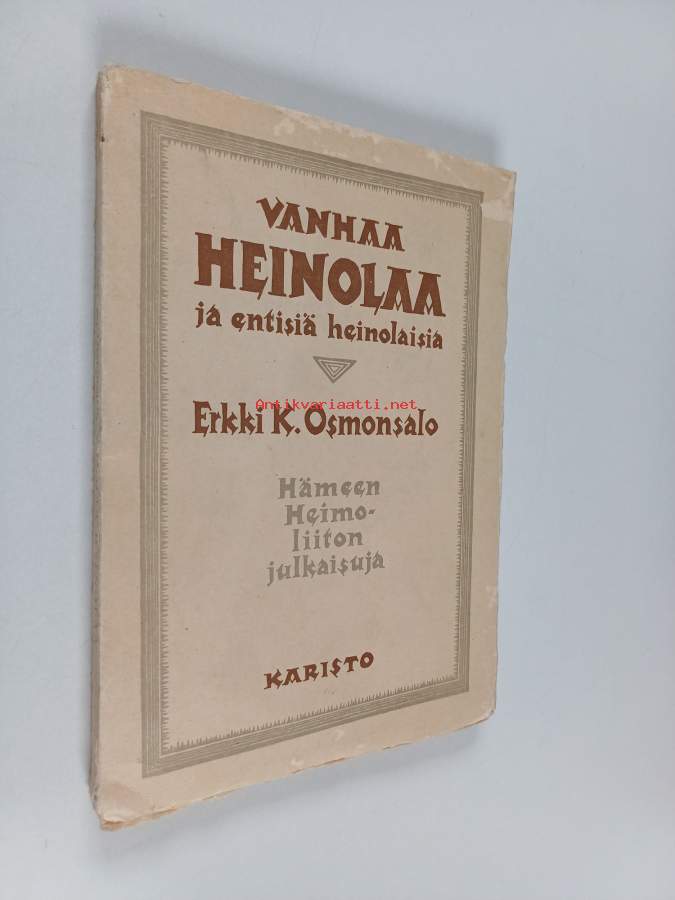 VANHAA
HEINOLAA
ja entisiä heinolaisia
Antikvariaatti.net
Erkki K. Osmonsalo
Hämeen
Heimo-
liiton
julkaisuja
KARISTO